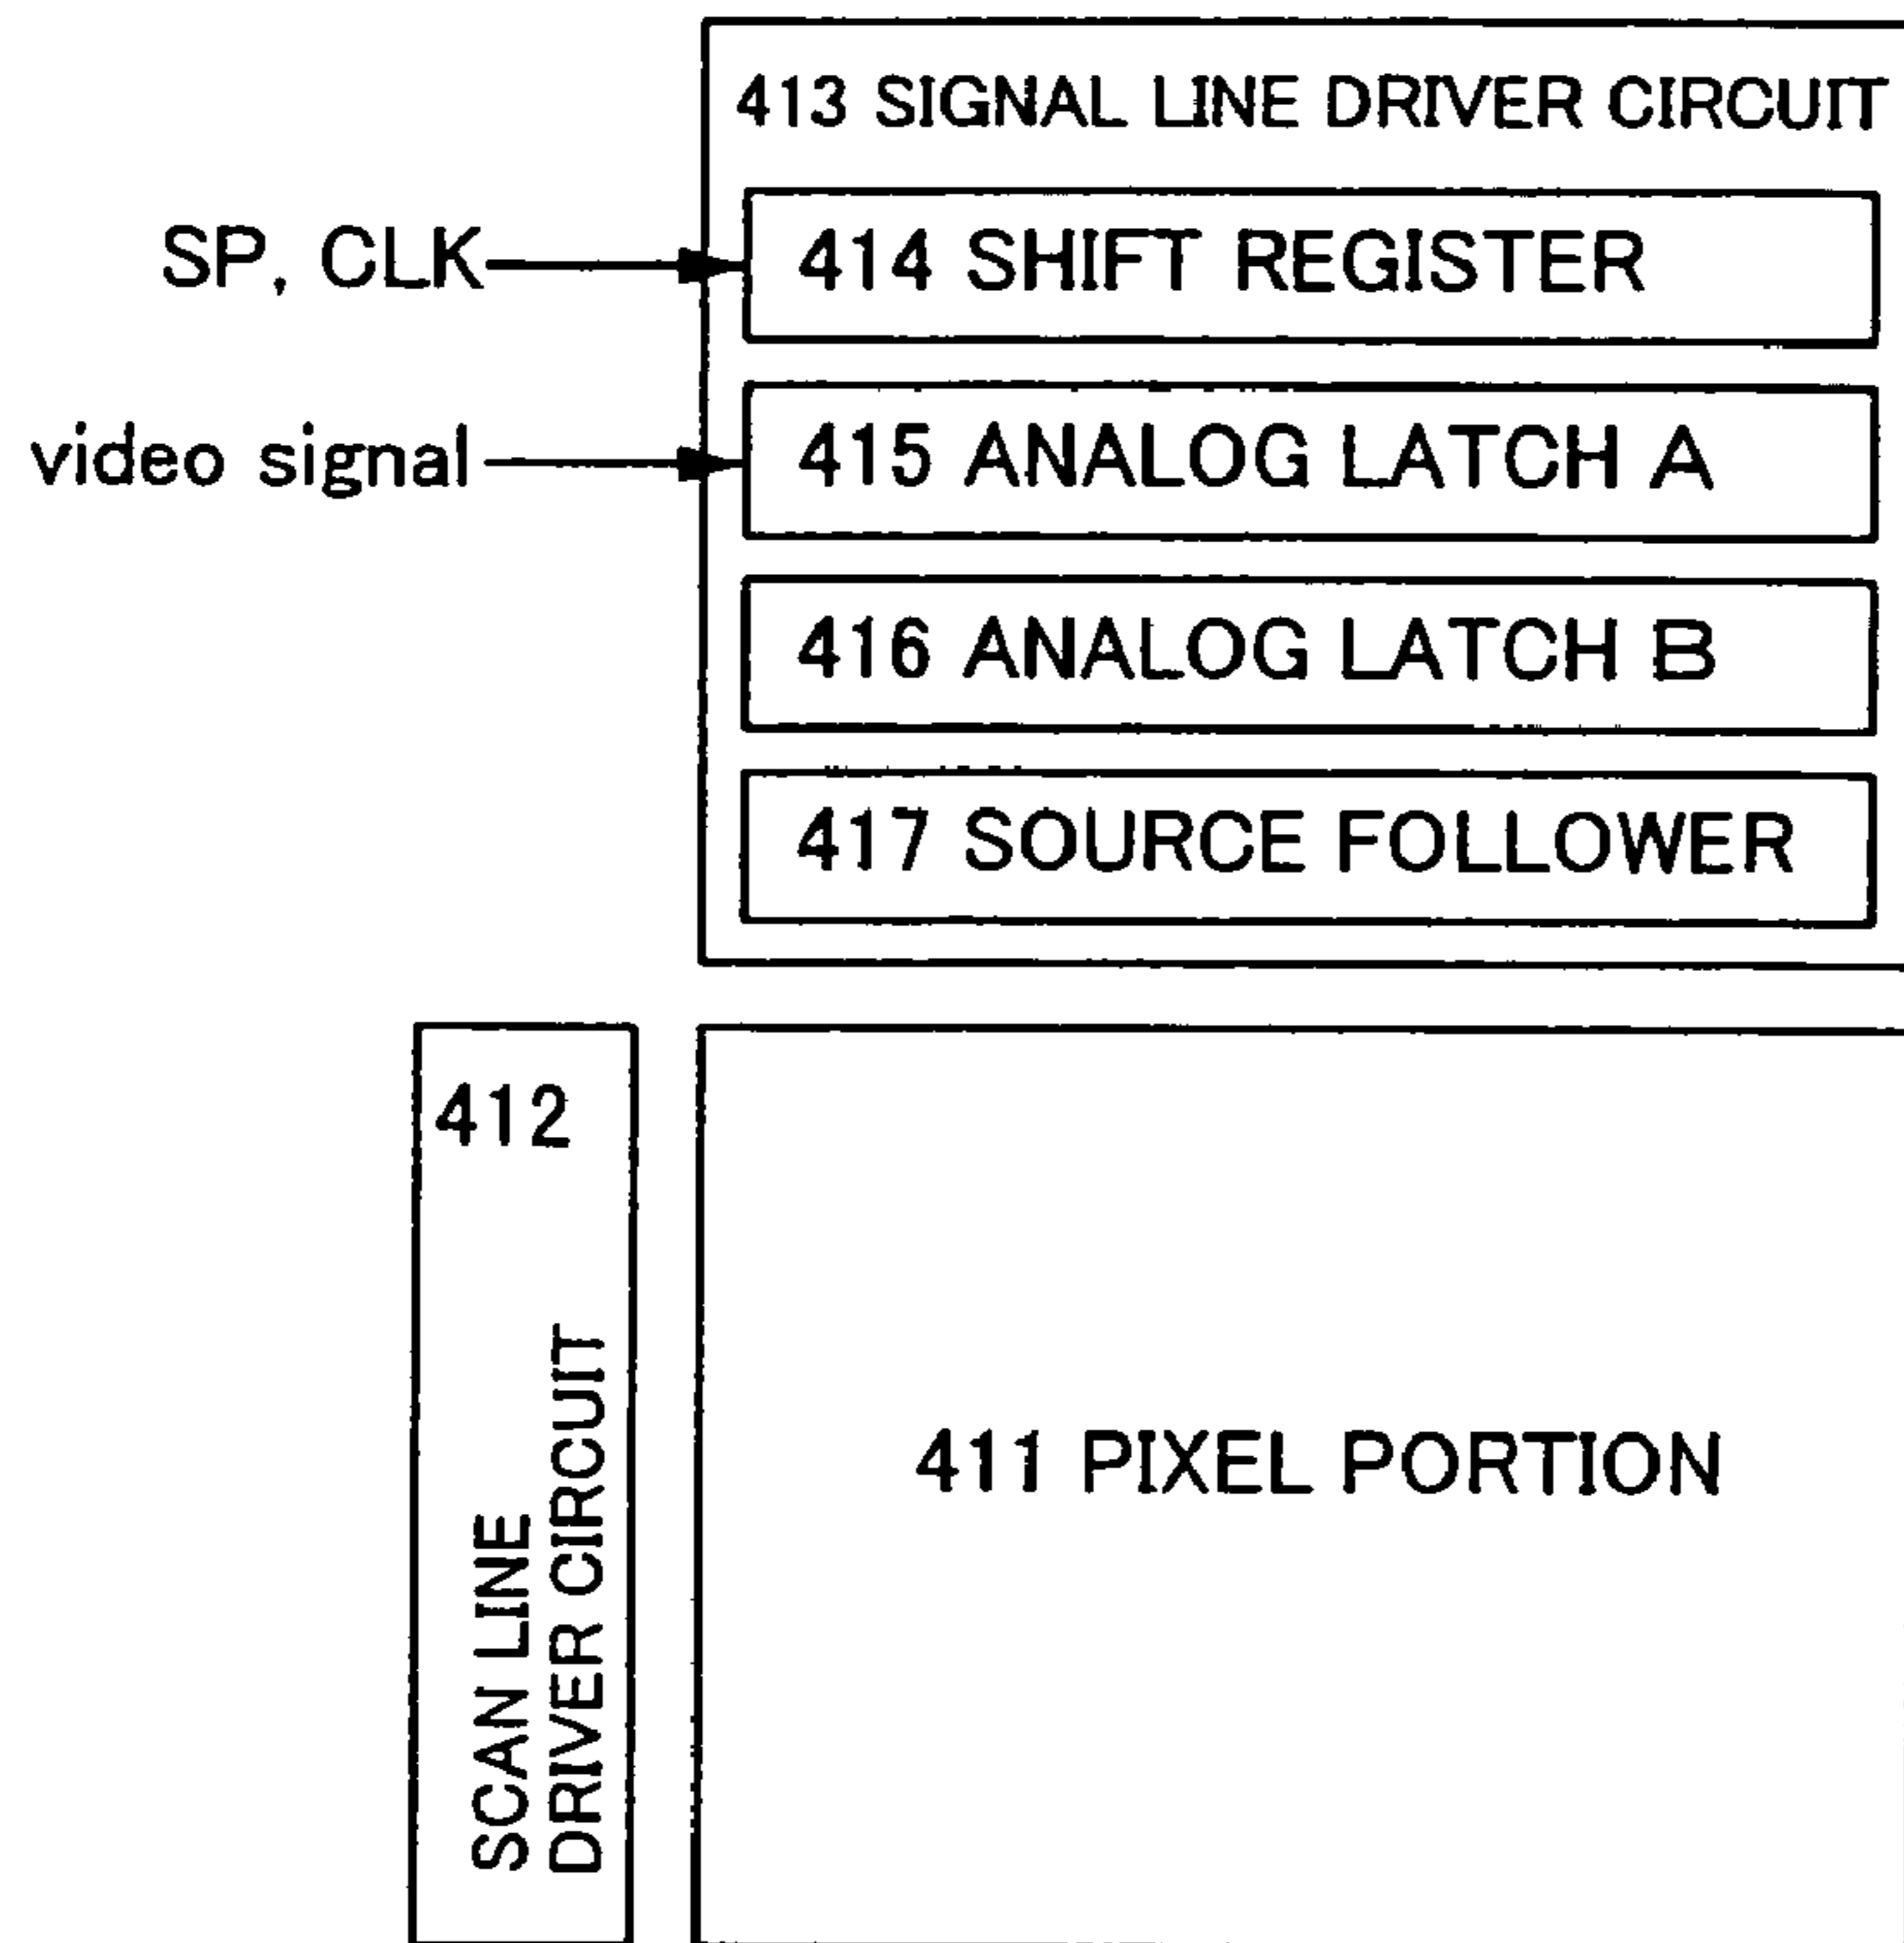 413 SIGNAL LINE DRIVER CIRCUIT
SP, CLK
414 SHIFT REGISTER
video signal
415 ANALOG LATCH A
416 ANALOG LATCH B
417 SOURCE FOLLOWER
412
SCAN LINE
DRIVER CIRCUIT
411 PIXEL PORTION